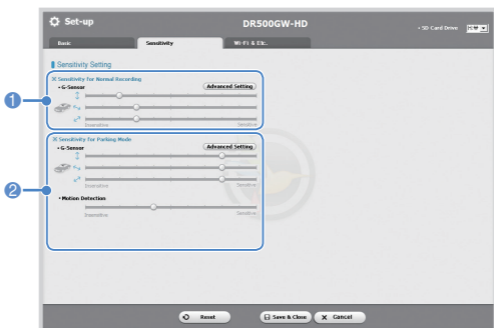 Set-up
DR500GW-HD
• SD Card Drive
Basic
Sensitivity
Wi-Fi & Etc.
Sensitivity Setting
Sensitivity for Normal Recording
• G-Sensor
Advanced Setting
Insensitive
Sensitive
1
Sensitivity for Parking Mode
• G-Sensor
Advanced Setting
2
Insensitive
Sensitive
• Motion Detection
Insensitive
Sensitive
Reset
Save & Close
X Cancel